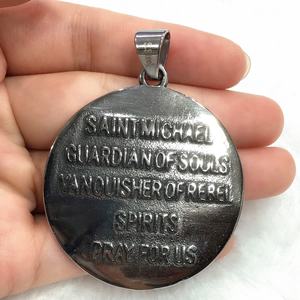 SAINT MICHAEL
GUARDIAN OF SOULS
VANQUISHER OF REBEL
SPIRITS
PRAY FOR US